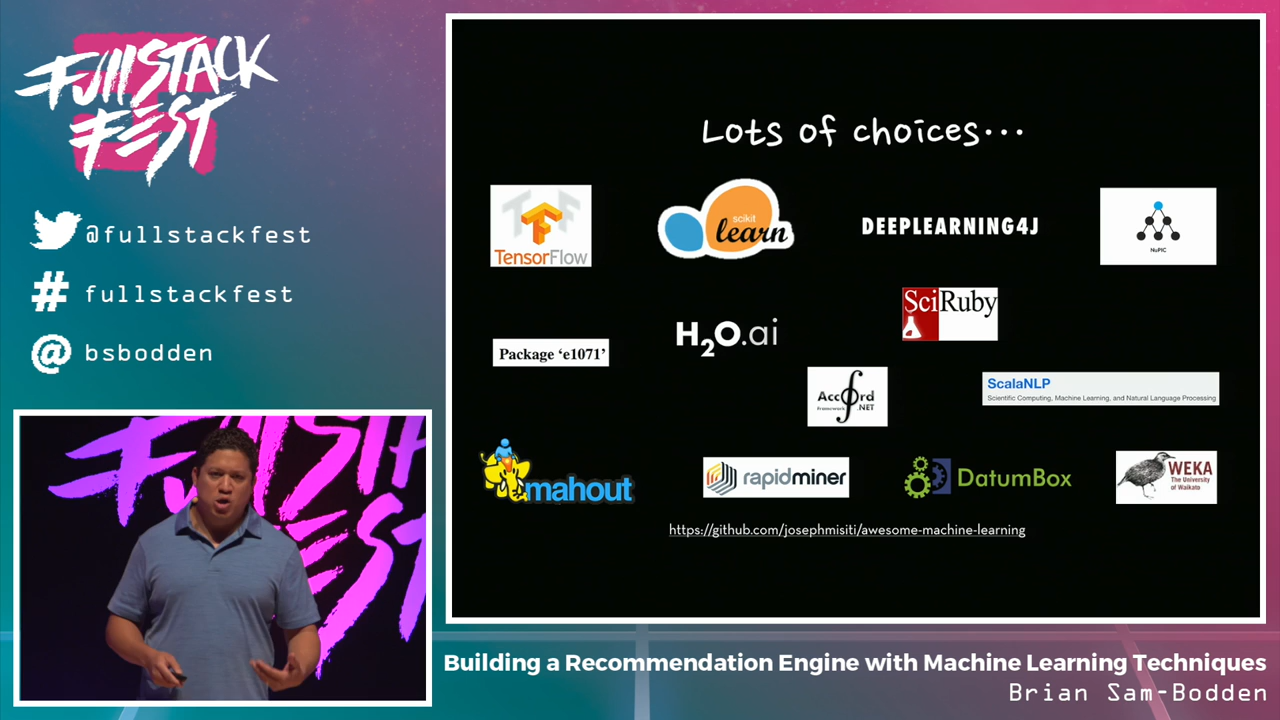 FullSTACK
FEST
@fullstackfest
# fullstackfest
@ bsbodden
Lots of choices...
TensorFlow
scikit
learn
DEEPLEARNING4J
NuPIC
Package ‘e1071’
H2O.ai
SciRuby
Accord
Framework .NET
ScalaNLP
Scientific Computing, Machine Learning, and Natural Language Processing
mahout
rapidminer
DatumBox
WEKA
The University
of Waikato
https://github.com/josephmisiti/awesome-machine-learning
Building a Recommendation Engine with Machine Learning Techniques
Brian Sam-Bodden